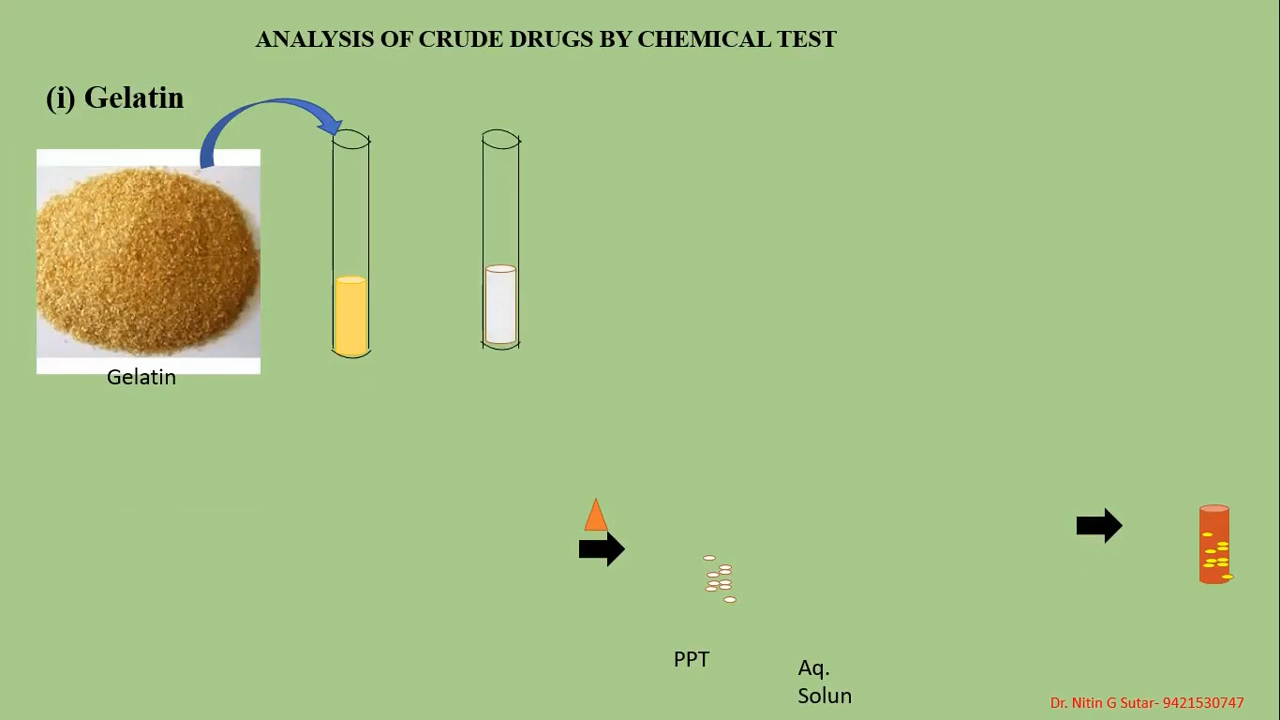 ANALYSIS OF CRUDE DRUGS BY CHEMICAL TEST
(i) Gelatin
Gelatin
PPT
Aq.
Solun
Dr. Nitin G Sutar- 9421530747